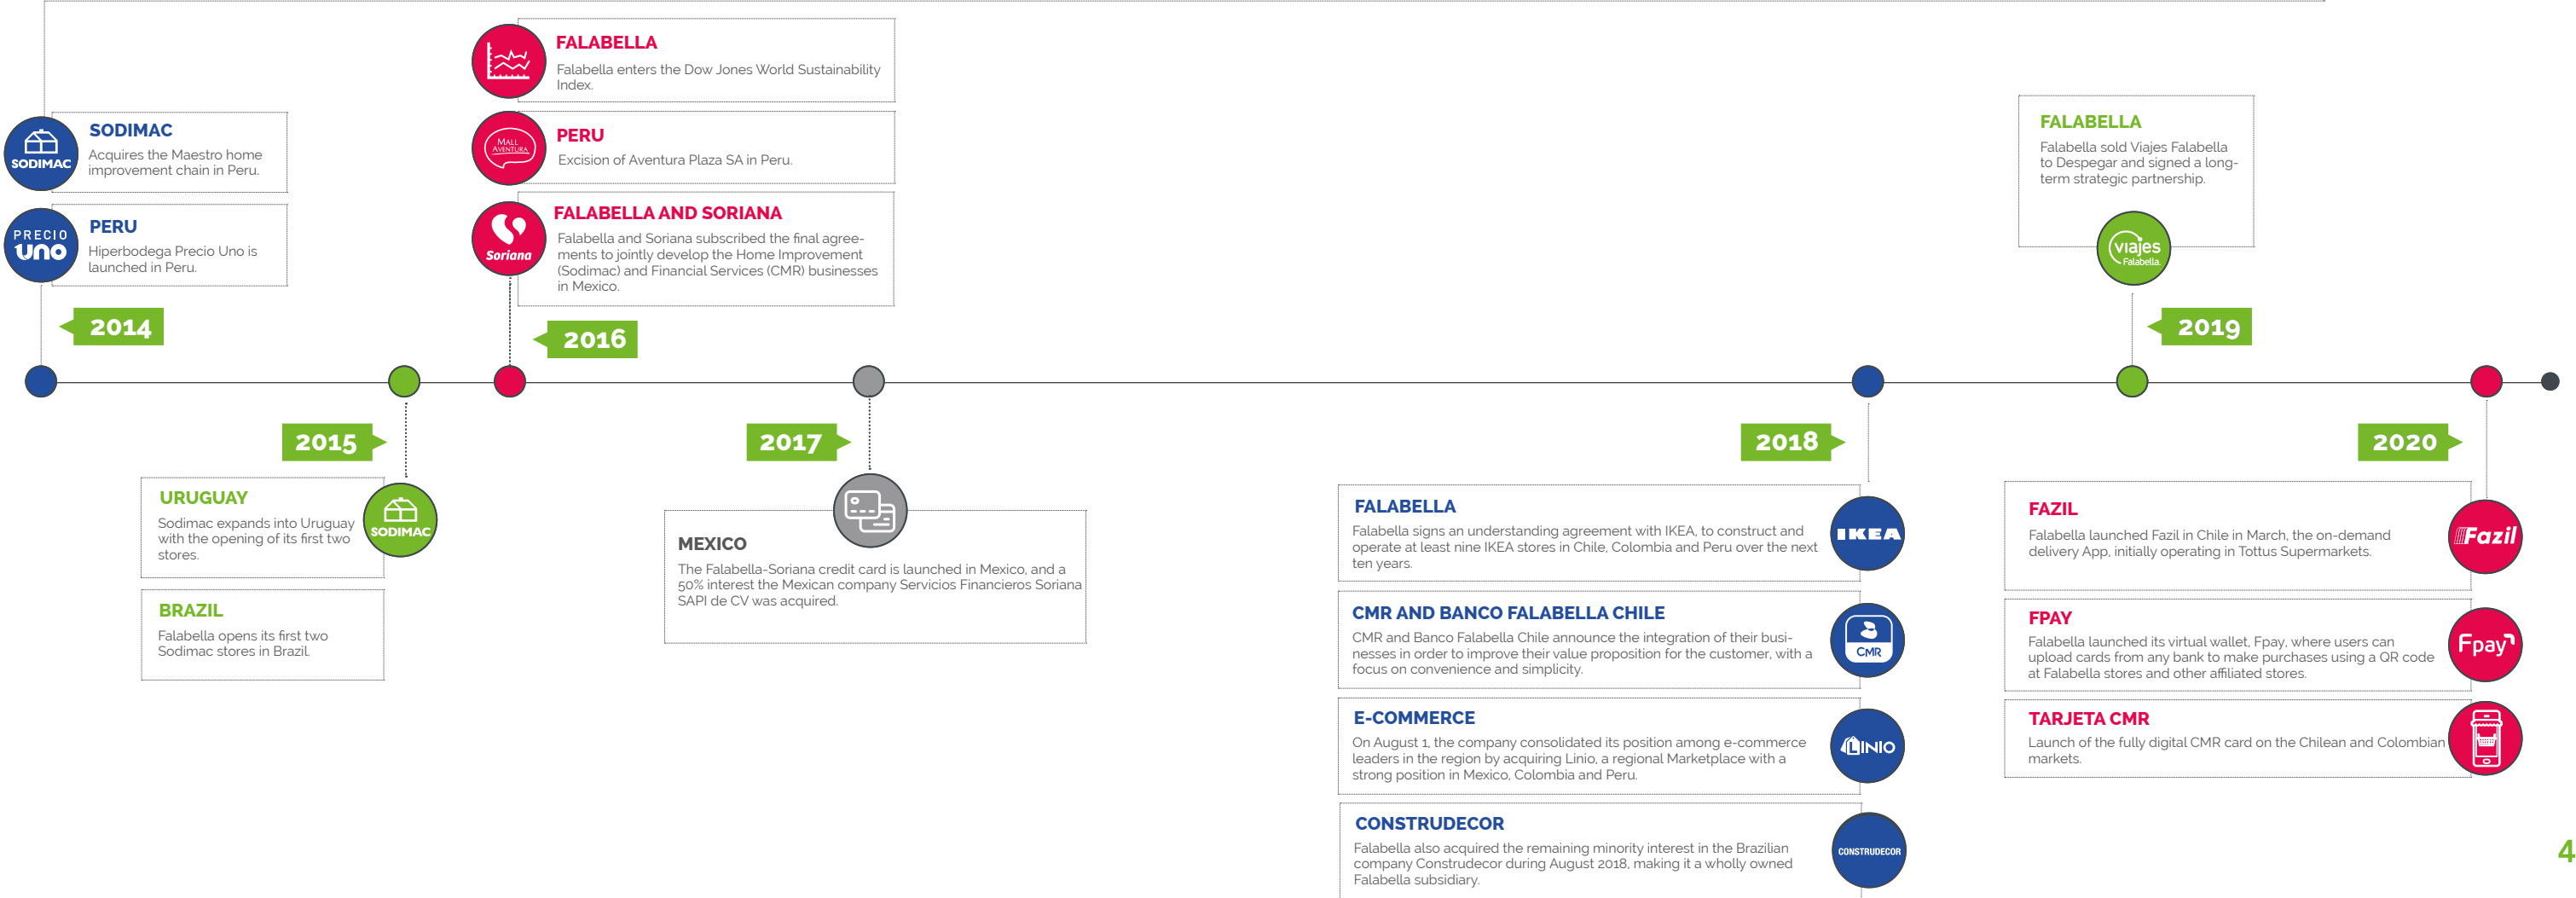 SODIMAC
SODIMAC
Acquires the Maestro home
improvement chain in Peru.
PRECIO
uno
PERU
Hiperbodega Precio Uno is
launched in Peru.
2014
URUGUAY
Sodimac expands into Uruguay
with the opening of its first two
stores.
SODIMAC
BRAZIL
Falabella opens its first two
Sodimac stores in Brazil.
2015
FALABELLA
Falabella enters the Dow Jones World Sustainability
Index.
MALL
AVENTURA
PERU
Excision of Aventura Plaza SA in Peru.
Soriana
FALABELLA AND SORIANA
Falabella and Soriana subscribed the final agree-
ments to jointly develop the Home Improvement
(Sodimac) and Financial Services (CMR) businesses
in Mexico.
2016
2017
MEXICO
The Falabella-Soriana credit card is launched in Mexico, and a
50% interest the Mexican company Servicios Financieros Soriana
SAPI de CV was acquired.
2018
FALABELLA
Falabella signs an understanding agreement with IKEA, to construct and
operate at least nine IKEA stores in Chile, Colombia and Peru over the next
ten years.
IKEA
CMR AND BANCO FALABELLA CHILE
CMR and Banco Falabella Chile announce the integration of their busi-
nesses in order to improve their value proposition for the customer, with a
focus on convenience and simplicity.
CMR
E-COMMERCE
On August 1, the company consolidated its position among e-commerce
leaders in the region by acquiring Linio, a regional Marketplace with a
strong position in Mexico, Colombia and Peru.
LINIO
CONSTRUDECOR
Falabella also acquired the remaining minority interest in the Brazilian
company Construdecor during August 2018, making it a wholly owned
Falabella subsidiary.
CONSTRUDECOR
FALABELLA
Falabella sold Viajes Falabella
to Despegar and signed a long-
term strategic partnership.
viajes
Falabella.
2019
2020
FAZIL
Falabella launched Fazil in Chile in March, the on-demand
delivery App, initially operating in Tottus Supermarkets.
Fazil
FPAY
Falabella launched its virtual wallet, Fpay, where users can
upload cards from any bank to make purchases using a QR code
at Falabella stores and other affiliated stores.
Fpay
TARJETA CMR
Launch of the fully digital CMR card on the Chilean and Colombian
markets.
4